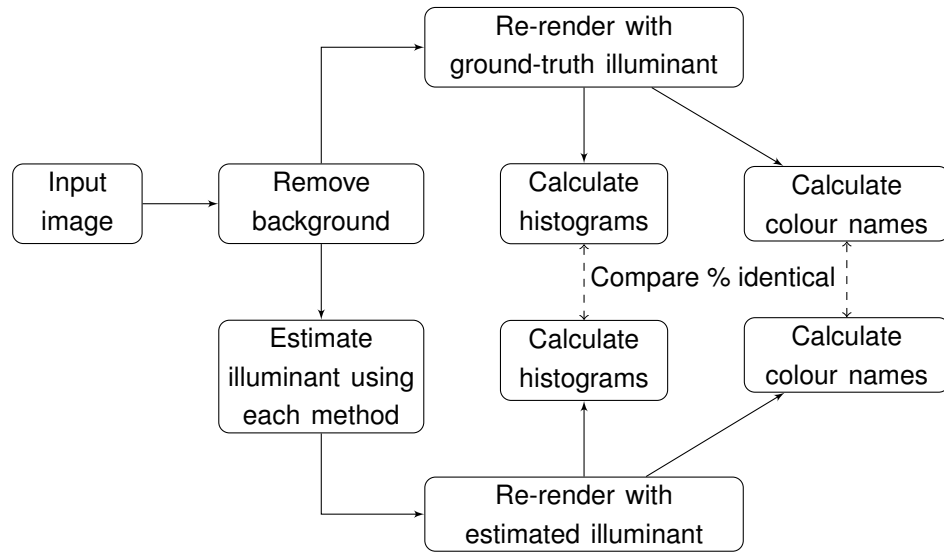 Re-render with
ground-truth illuminant
Input
image
Remove
background
Calculate
histograms
Calculate
colour names
Compare % identical
Estimate
illuminant using
each method
Calculate
histograms
Calculate
colour names
Re-render with
estimated illuminant